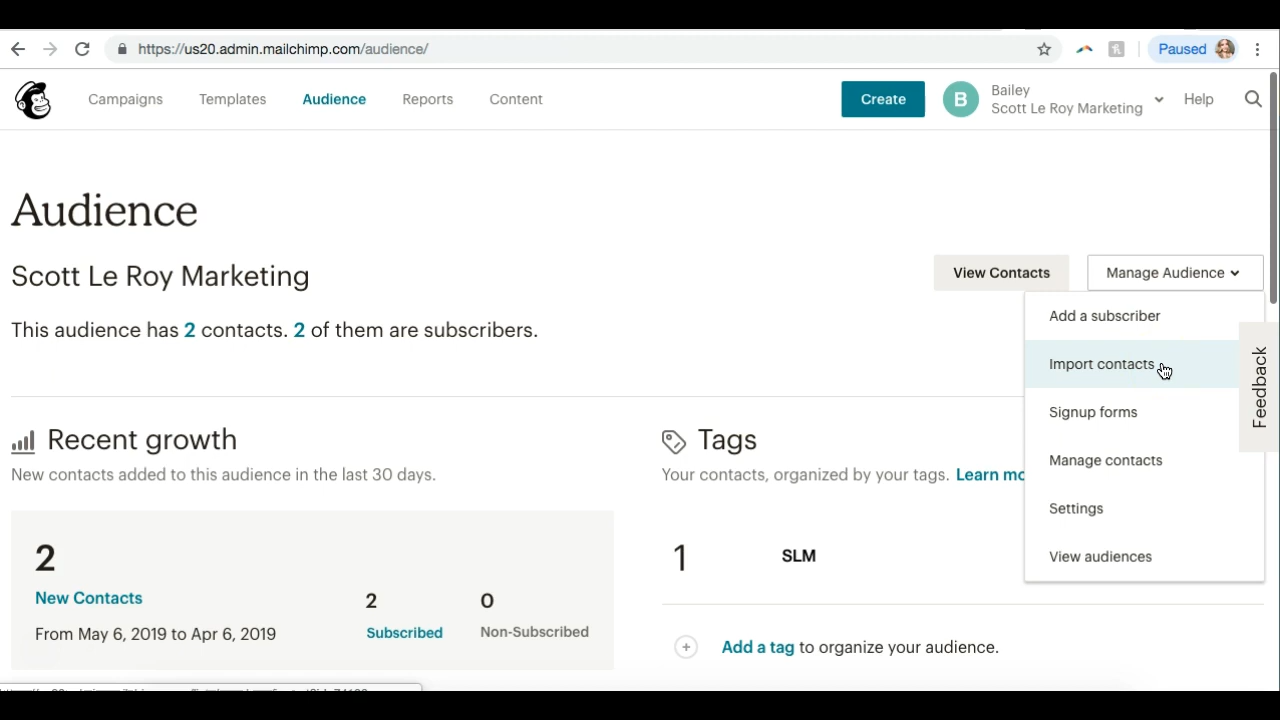 https://us20.admin.mailchimp.com/audience/
Paused
Campaigns
Templates
Audience
Reports
Content
Create
B
Bailey
Scott Le Roy Marketing
Help
Audience
Scott Le Roy Marketing
View Contacts
Manage Audience
This audience has 2 contacts. 2 of them are subscribers.
Add a subscriber
Import contacts
Signup forms
Manage contacts
Settings
View audiences
Feedback
Recent growth
New contacts added to this audience in the last 30 days.
2
New Contacts
From May 6, 2019 to Apr 6, 2019
2
Subscribed
0
Non-Subscribed
Tags
Your contacts, organized by your tags. Learn
1
SLM
Add a tag to organize your audience.